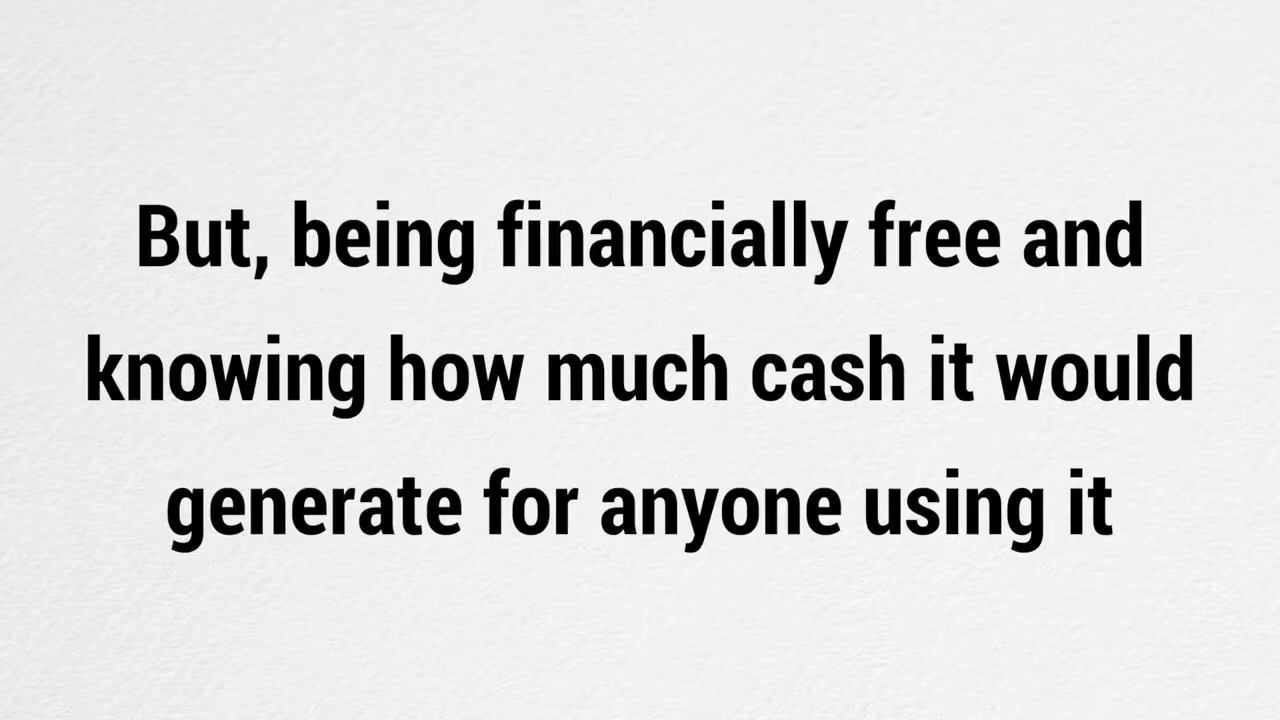 But, being financially free and
knowing how much cash it would
generate for anyone using it